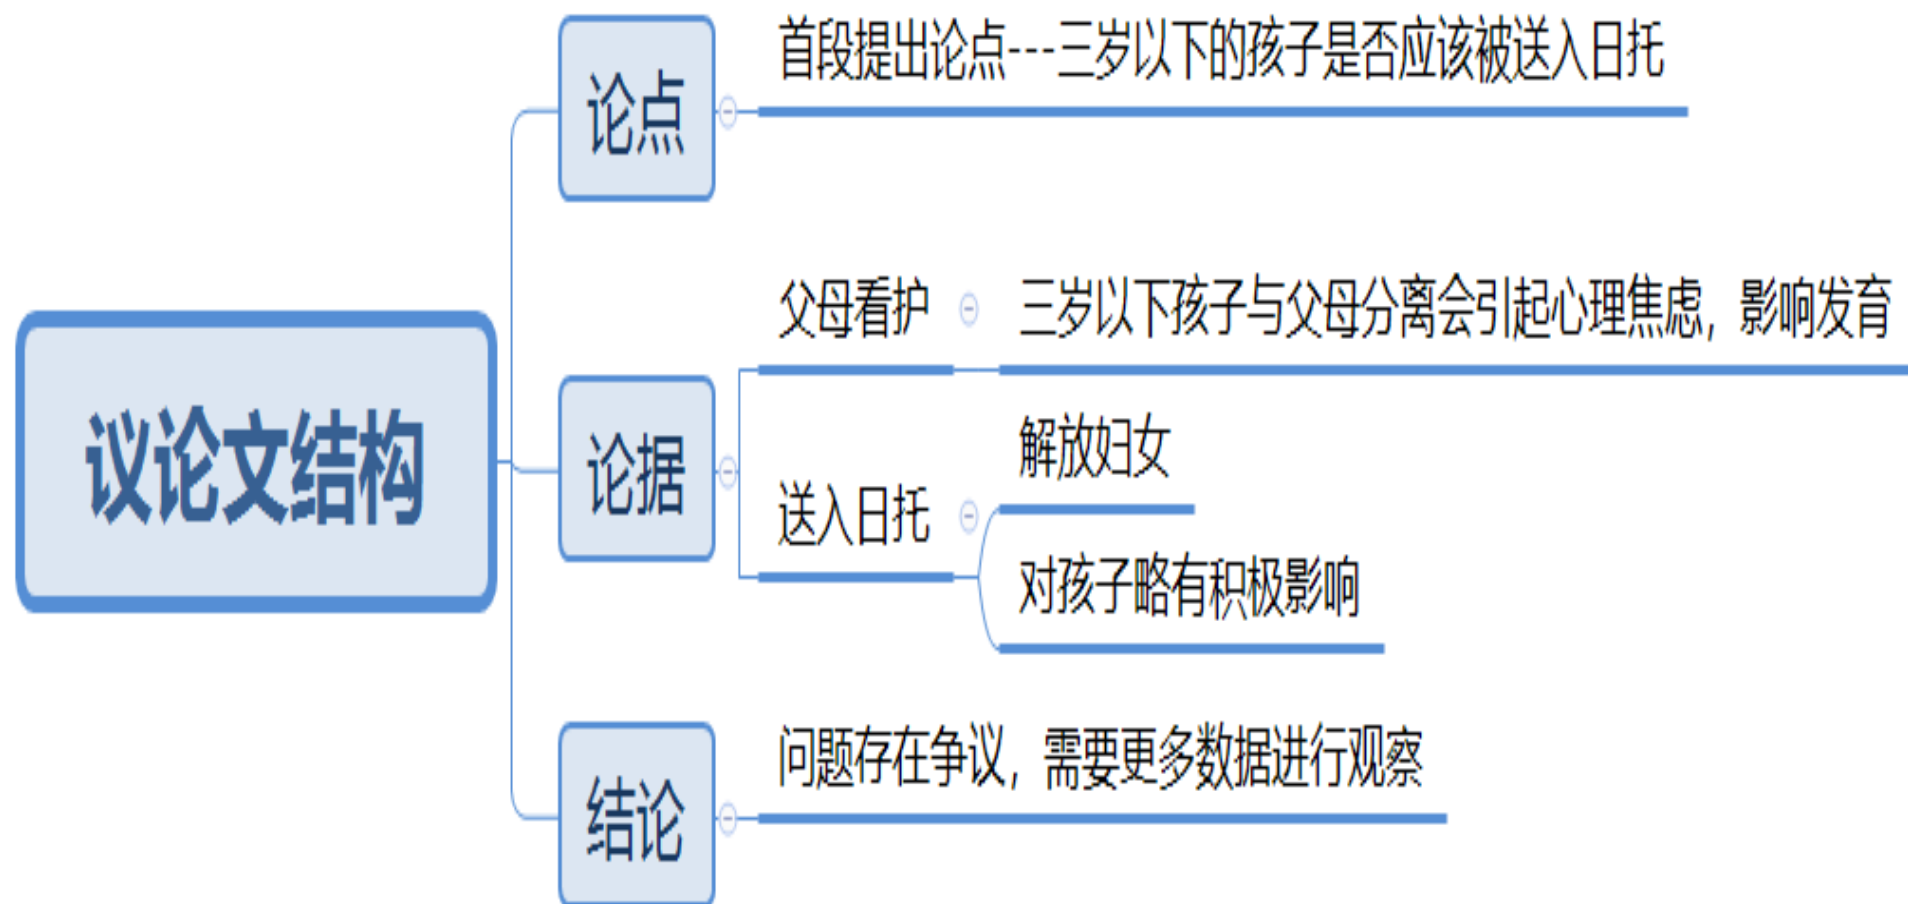 议论文结构
论点
首段提出论点---三岁以下的孩子是否应该被送入日托
论据
父母看护
三岁以下孩子与父母分离会引起心理焦虑，影响发育
送入日托
解放妇女
对孩子略有积极影响
结论
问题存在争议，需要更多数据进行观察